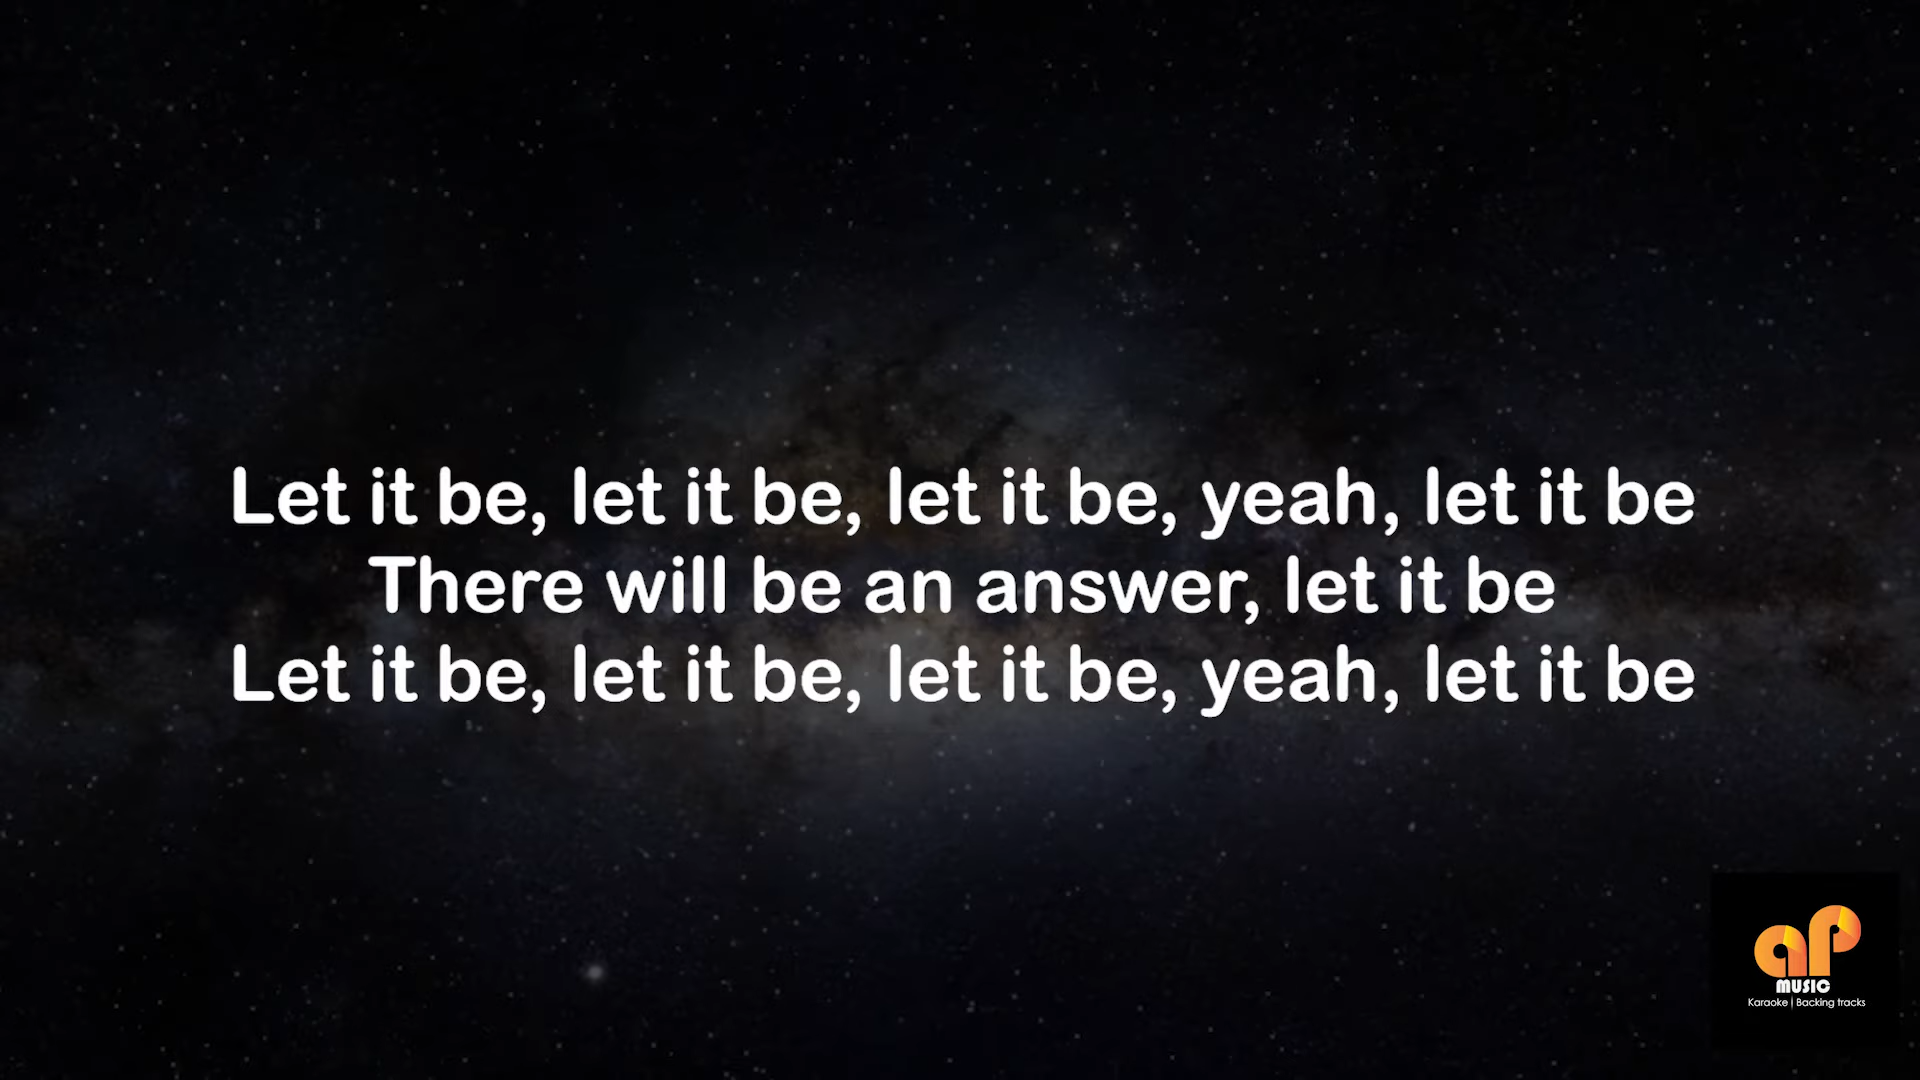 Let it be, let it be, let it be, yeah, let it be
There will be an answer, let it be
Let it be, let it be, let it be, yeah, let it be
aP
MUSIC
Karaoke | Backing tracks